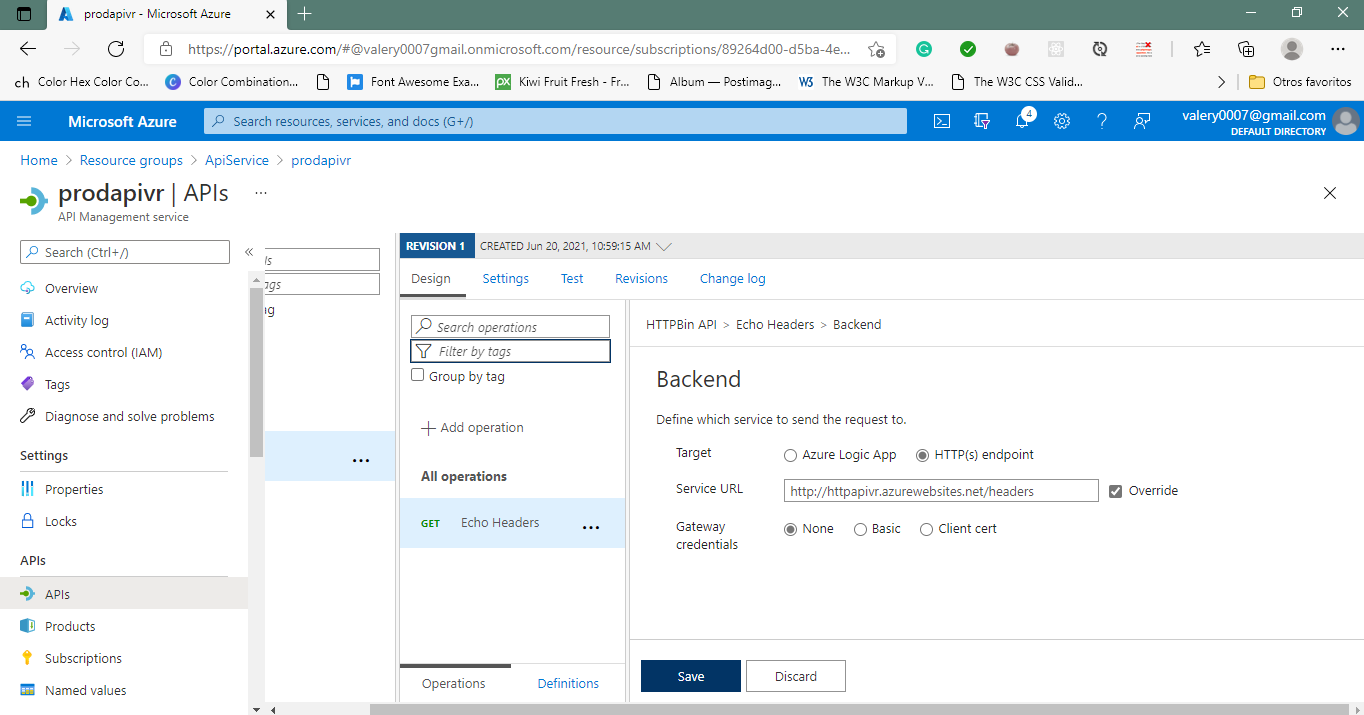 prodapivr - Microsoft Azure
https://portal.azure.com/#@valery0007gmail.onmicrosoft.com/resource/subscriptions/89264d00-d5ba-4e...
ch Color Hex Color Co... Color Combination... Font Awesome Exa... Kiwi Fruit Fresh - Fr... Album — Postimag... The W3C Markup V... The W3C CSS Valid... Otros favoritos
Microsoft Azure
Search resources, services, and docs (G+/)
4
valery0007@gmail.com
DEFAULT DIRECTORY
Home > Resource groups > ApiService > prodapivr
prodapivr | APIs ...
API Management service
Search (Ctrl+/)
Overview
Activity log
Access control (IAM)
Tags
Diagnose and solve problems
Settings
Properties
Locks
APIs
APIs
Products
Subscriptions
Named values
REVISION 1 CREATED Jun 20, 2021, 10:59:15 AM
Design Settings Test Revisions Change log
Search operations
Filter by tags
Group by tag
+ Add operation
All operations
GET Echo Headers ...
Operations Definitions
HTTPBin API > Echo Headers > Backend
Backend
Define which service to send the request to.
Target Azure Logic App HTTP(s) endpoint
Service URL http://httpapivr.azurewebsites.net/headers Override
Gateway credentials None Basic Client cert
Save Discard